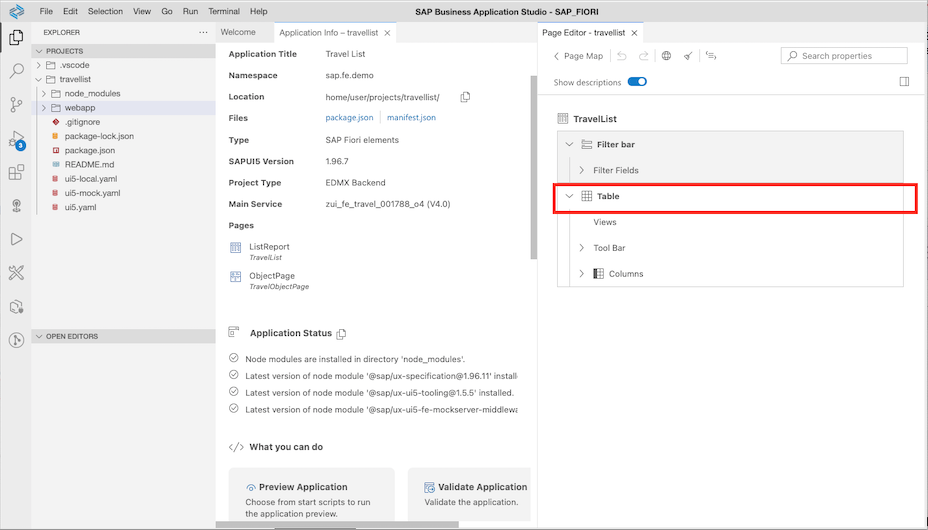 File Edit Selection View Go Run Terminal Help
SAP Business Application Studio - SAP_FIORI
EXPLORER
PROJECTS
.vscode
travellist
node_modules
webapp
.gitignore
package-lock.json
package.json
README.md
ui5-local.yaml
ui5-mock.yaml
ui5.yaml
OPEN EDITORS
3
Welcome
Application Info – travellist
Application Title Travel List
Namespace sap.fe.demo
Location home/user/projects/travellist/
Files package.json manifest.json
Type SAP Fiori elements
SAPUI5 Version 1.96.7
Project Type EDMX Backend
Main Service zui_fe_travel_001788_o4 (V4.0)
Pages
ListReport
TravelList
ObjectPage
TravelObjectPage
Application Status
Node modules are installed in directory 'node_modules'.
Latest version of node module '@sap/ux-specification@1.96.11' install
Latest version of node module '@sap/ux-ui5-tooling@1.5.5' installed.
Latest version of node module '@sap/ux-ui5-fe-mockserver-middlewa
</> What you can do
Preview Application
Choose from start scripts to run
the application preview.
Validate Application
Validate the application.
Page Editor - travellist
Page Map
Search properties
Show descriptions
TravelList
Filter bar
Filter Fields
Table
Views
Tool Bar
Columns